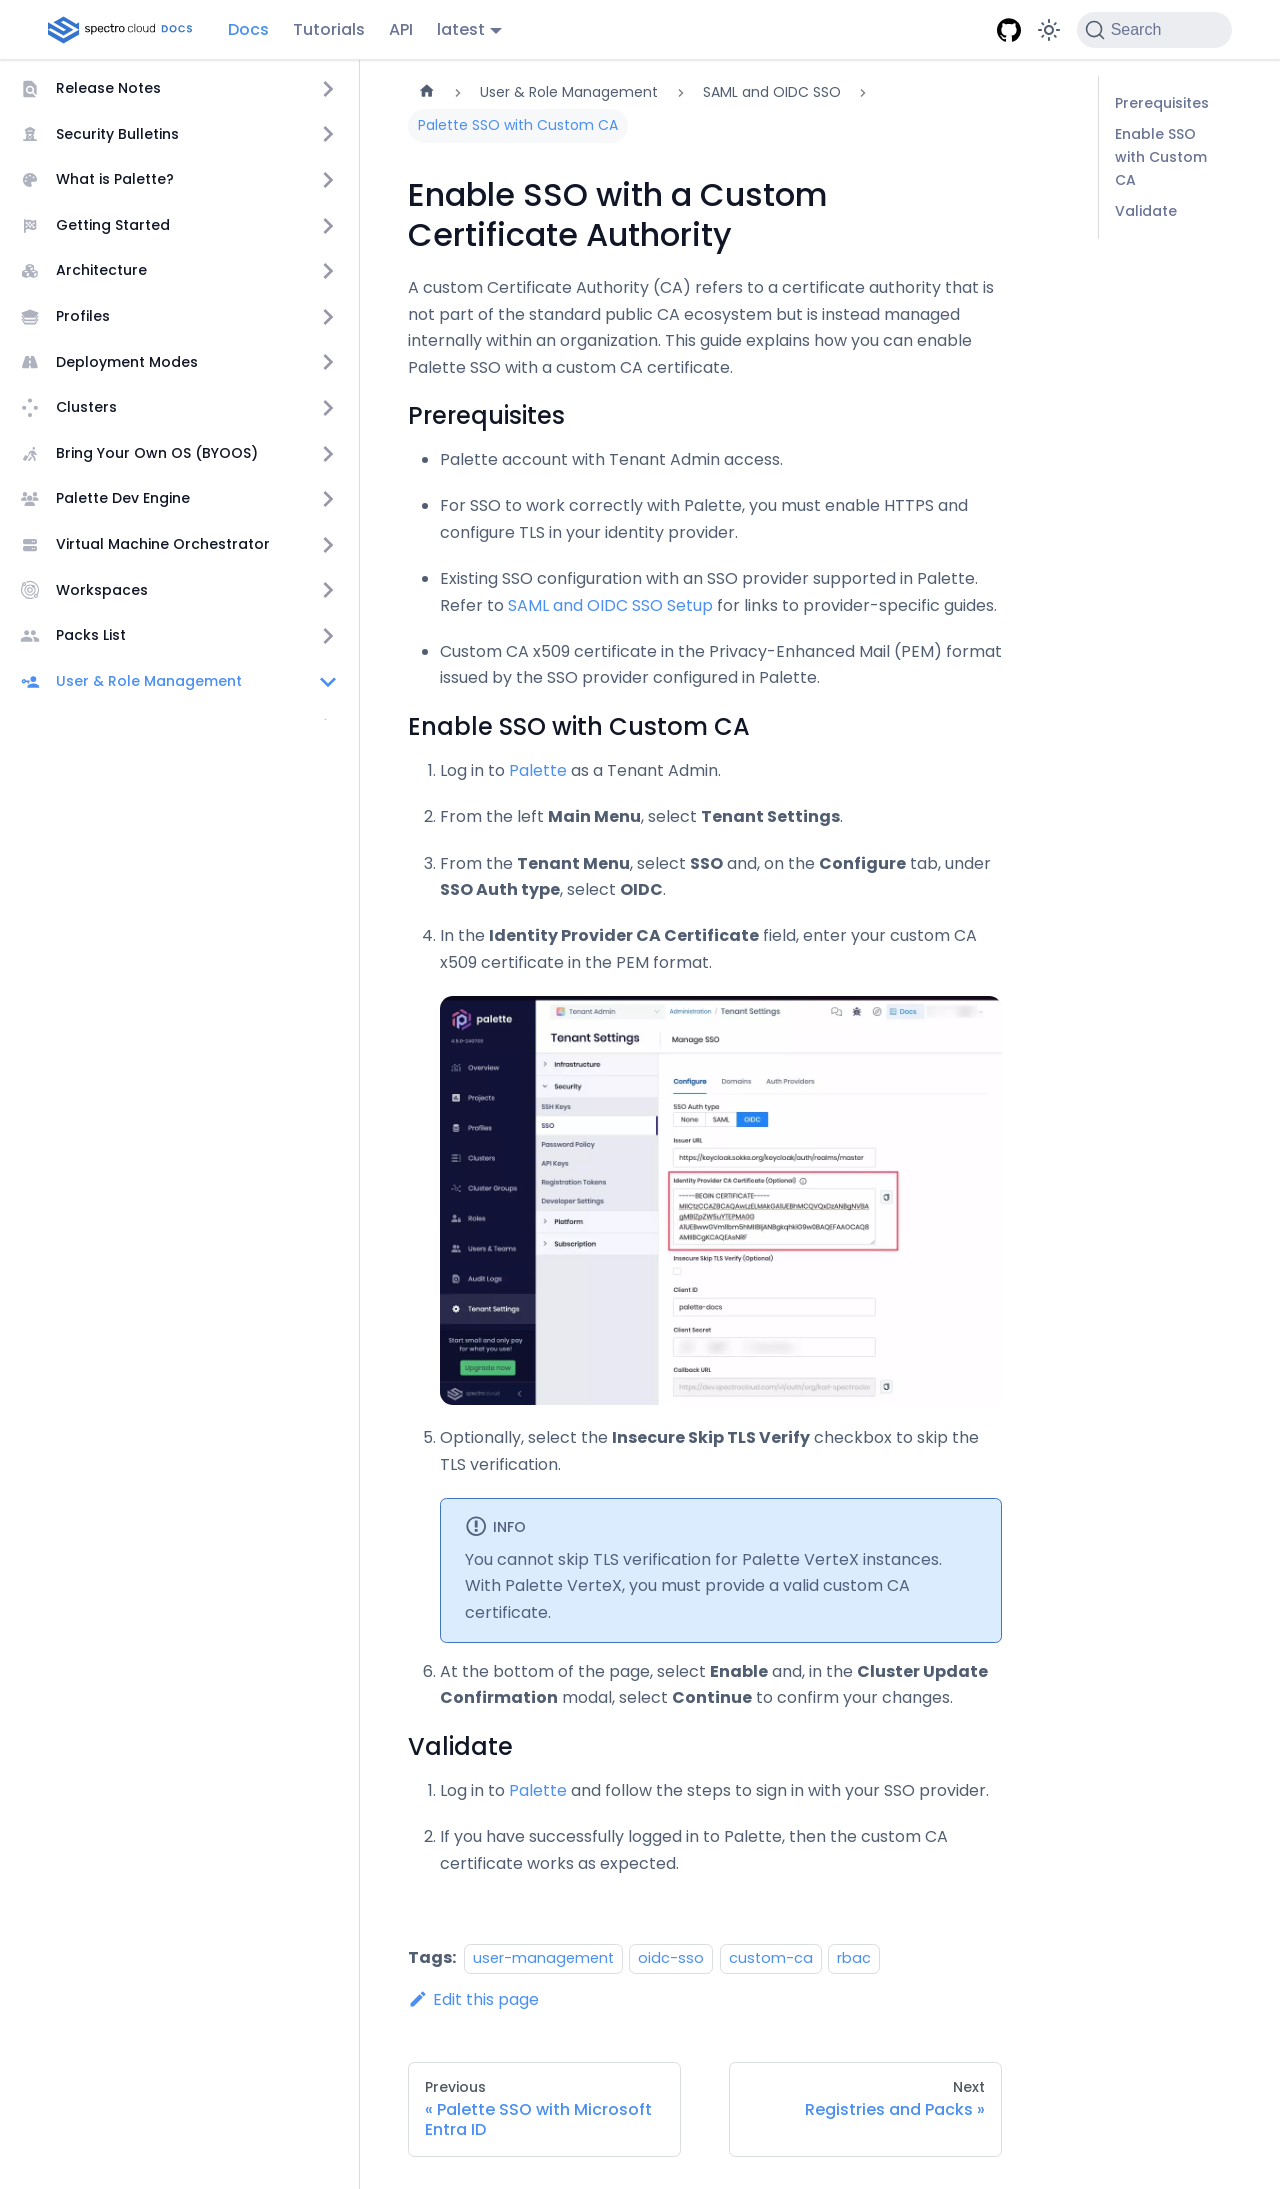 spectro cloud DOCS
Docs
Tutorials
API
latest
Search
Release Notes
Security Bulletins
What is Palette?
Getting Started
Architecture
Profiles
Deployment Modes
Clusters
Bring Your Own OS (BYOOS)
Palette Dev Engine
Virtual Machine Orchestrator
Workspaces
Packs List
User & Role Management
User & Role Management
SAML and OIDC SSO
Palette SSO with Custom CA
Prerequisites
Enable SSO
with Custom
CA
Validate
Enable SSO with a Custom
Certificate Authority
A custom Certificate Authority (CA) refers to a certificate authority that is
not part of the standard public CA ecosystem but is instead managed
internally within an organization. This guide explains how you can enable
Palette SSO with a custom CA certificate.
Prerequisites
Palette account with Tenant Admin access.
For SSO to work correctly with Palette, you must enable HTTPS and
configure TLS in your identity provider.
Existing SSO configuration with an SSO provider supported in Palette.
Refer to SAML and OIDC SSO Setup for links to provider-specific guides.
Custom CA x509 certificate in the Privacy-Enhanced Mail (PEM) format
issued by the SSO provider configured in Palette.
Enable SSO with Custom CA
1. Log in to Palette as a Tenant Admin.
2. From the left Main Menu, select Tenant Settings.
3. From the Tenant Menu, select SSO and, on the Configure tab, under
SSO Auth type, select OIDC.
4. In the Identity Provider CA Certificate field, enter your custom CA
x509 certificate in the PEM format.
palette
Overview
Projects
Profiles
Clusters
Cluster Groups
Roles
Users & Teams
Audit Logs
Tenant Settings
Start small and only pay
for what you use!
Upgrade now
spectro cloud
Tenant Admin
Administration / Tenant Settings
Docs
Tenant Settings
Manage SSO
Infrastructure
Security
SSH Keys
SSO
Password Policy
API Keys
Registration Tokens
Developer Settings
Platform
Subscription
Configure
Domains
Auth Providers
SSO Auth type
None
SAML
OIDC
Issuer URL
https://keycloak.sokke.org/keycloak/auth/realms/master
Identity Provider CA Certificate (Optional)
-----BEGIN CERTIFICATE-----
Insecure Skip TLS Verify (Optional)
Client ID
palette-docs
Client Secret
Callback URL
5. Optionally, select the Insecure Skip TLS Verify checkbox to skip the
TLS verification.
INFO
You cannot skip TLS verification for Palette VerteX instances.
With Palette VerteX, you must provide a valid custom CA
certificate.
6. At the bottom of the page, select Enable and, in the Cluster Update
Confirmation modal, select Continue to confirm your changes.
Validate
1. Log in to Palette and follow the steps to sign in with your SSO provider.
2. If you have successfully logged in to Palette, then the custom CA
certificate works as expected.
Tags: user-management oidc-sso custom-ca rbac
Edit this page
Previous
« Palette SSO with Microsoft
Entra ID
Next
Registries and Packs »